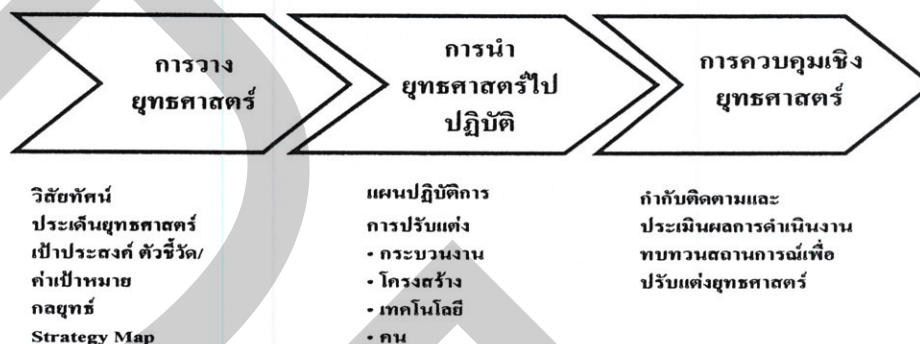 การวาง
ยุทธศาสตร์
การนำ
ยุทธศาสตร์ไป
ปฏิบัติ
การควบคุมเชิง
ยุทธศาสตร์
วิสัยทัศน์
ประเด็นยุทธศาสตร์
เป้าประสงค์ ตัวชี้วัด/
ค่าเป้าหมาย
กลยุทธ์
Strategy Map
แผนปฏิบัติการ
การปรับแต่ง
• กระบวนงาน
• โครงสร้าง
• เทคโนโลยี
• คน
กำกับติดตามและ
ประเมินผลการดำเนินงาน
ทบทวนสถานการณ์เพื่อ
ปรับแต่งยุทธศาสตร์